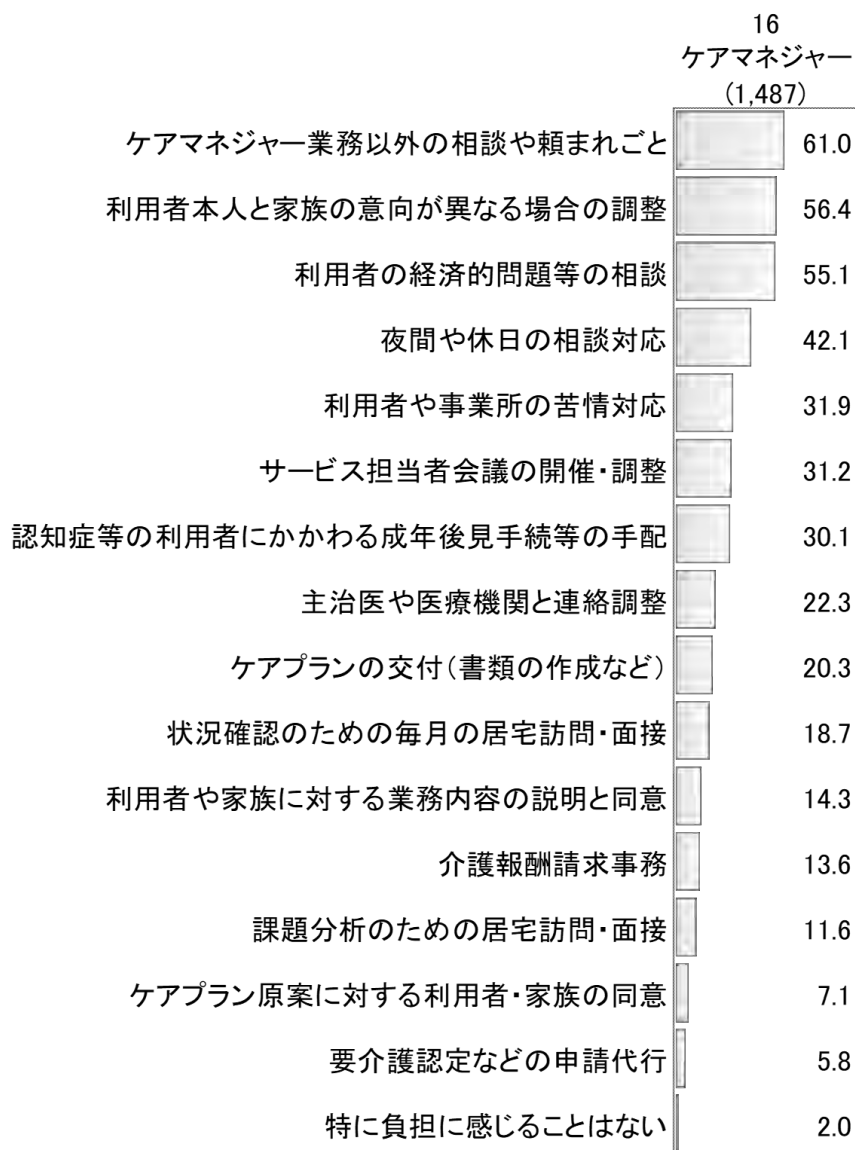 16
ケアマネジャー
(1,487)
ケアマネジャー業務以外の相談や頼まれごと 61.0
利用者本人と家族の意向が異なる場合の調整 56.4
利用者の経済的問題等の相談 55.1
夜間や休日の相談対応 42.1
利用者や事業所の苦情対応 31.9
サービス担当者会議の開催・調整 31.2
認知症等の利用者にかかわる成年後見手続等の手配 30.1
主治医や医療機関と連絡調整 22.3
ケアプランの交付(書類の作成など) 20.3
状況確認のための毎月の居宅訪問・面接 18.7
利用者や家族に対する業務内容の説明と同意 14.3
介護報酬請求事務 13.6
課題分析のための居宅訪問・面接 11.6
ケアプラン原案に対する利用者・家族の同意 7.1
要介護認定などの申請代行 5.8
特に負担に感じることはない 2.0